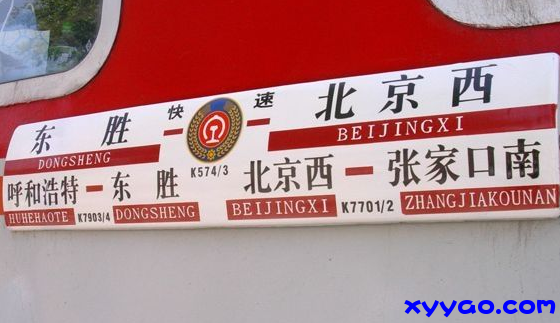 东 胜 快 速 北京西
DONGSHENG K574/3 BEIJINGXI
呼和浩特 东 胜 北京西 张家口南
HUHEHAOTE K7903/4 DONGSHENG BEIJINGXI K7701/2 ZHANGJIAKOUNAN
xyyao.com